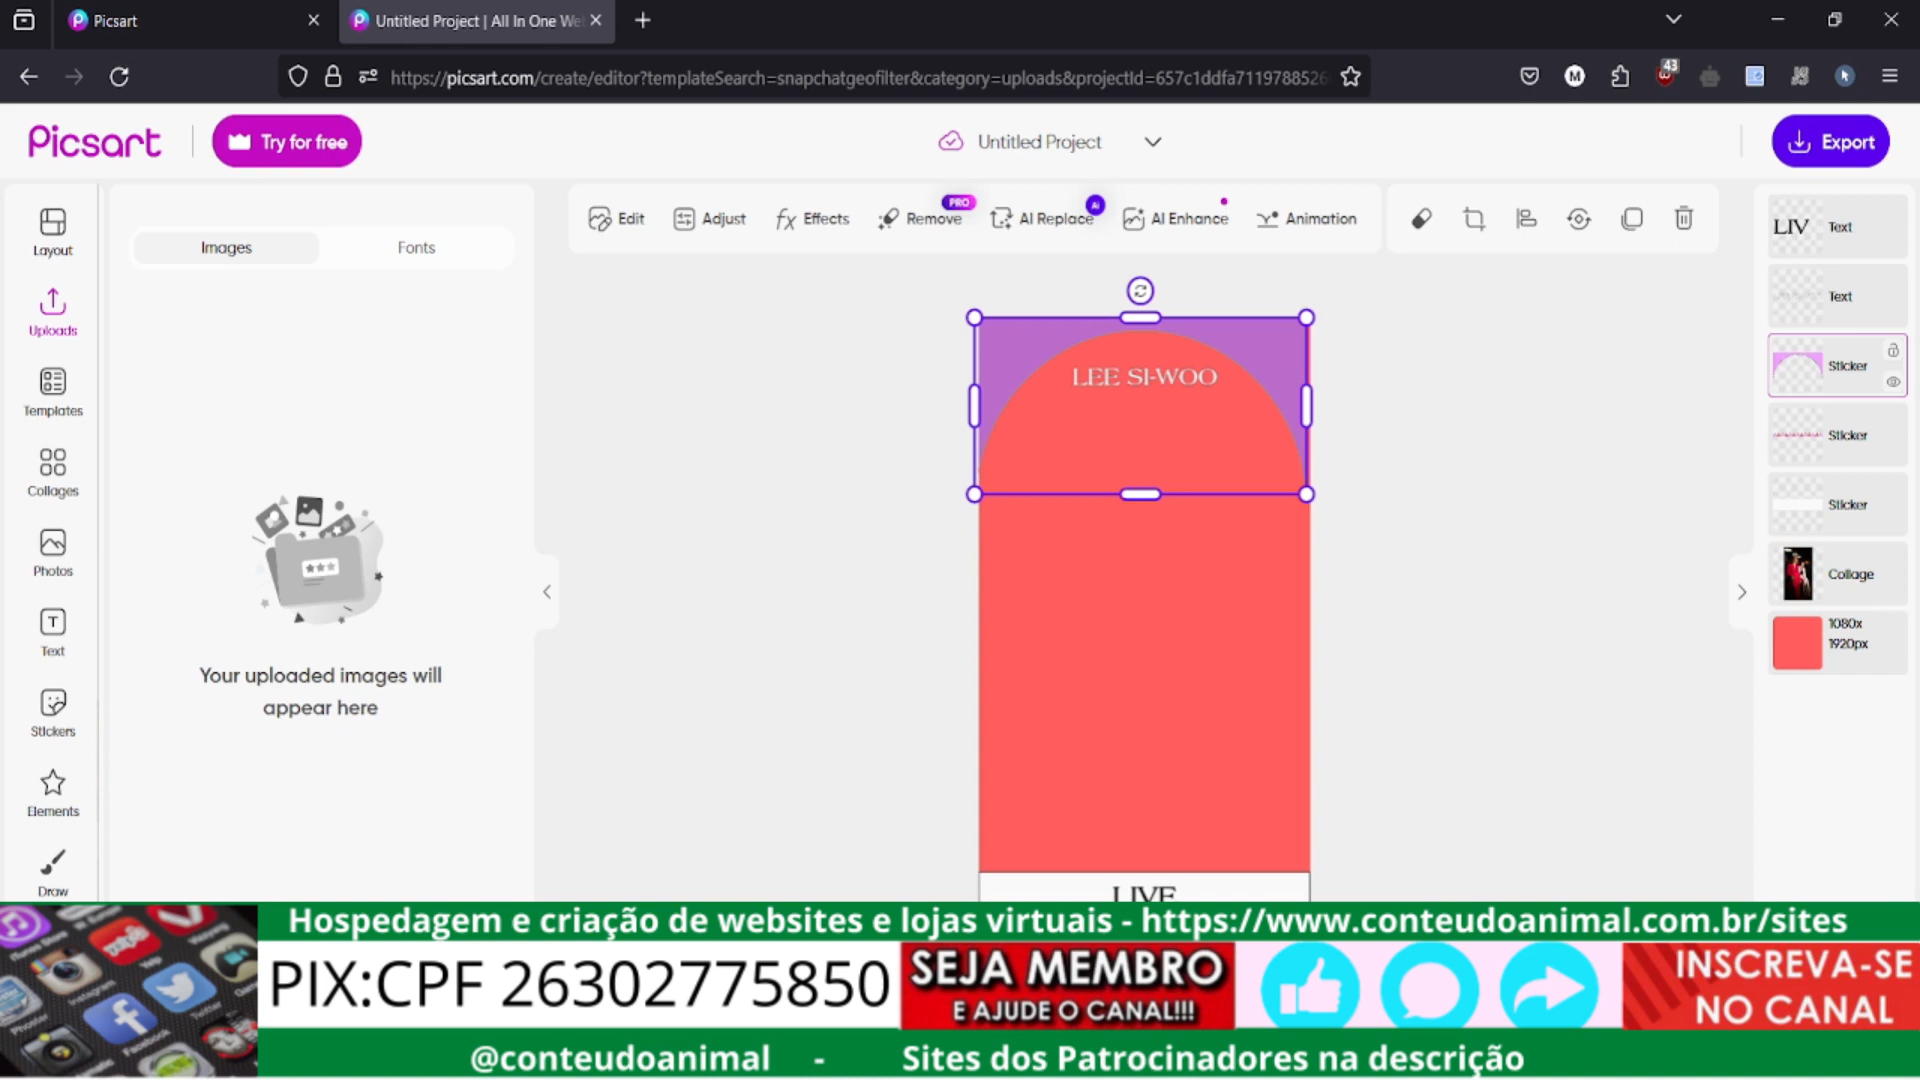 Picsart
Untitled Project | All In One We
https://picsart.com/create/editor?templateSearch=snapchatgeofilter&category=uploads&projectId=657c1ddfa7119788526
43
M
Picsart
Try for free
Untitled Project
Export
Layout
Uploads
Templates
Collages
Photos
Text
Stickers
Elements
Draw
Images
Fonts
Your uploaded images will
appear here
Edit
Adjust
fx Effects
Remove
PRO
AI Replace
Ai
AI Enhance
Animation
LEE SI-WOO
LIVE
LIV Text
Text
Sticker
Sticker
Sticker
Collage
1080x
1920px
Hospedagem e criação de websites e lojas virtuais - https://www.conteudoanimal.com.br/sites
PIX:CPF 26302775850
SEJA MEMBRO
E AJUDE O CANAL!!!
INSCREVA-SE
NO CANAL
@conteudoanimal - Sites dos Patrocinadores na descrição